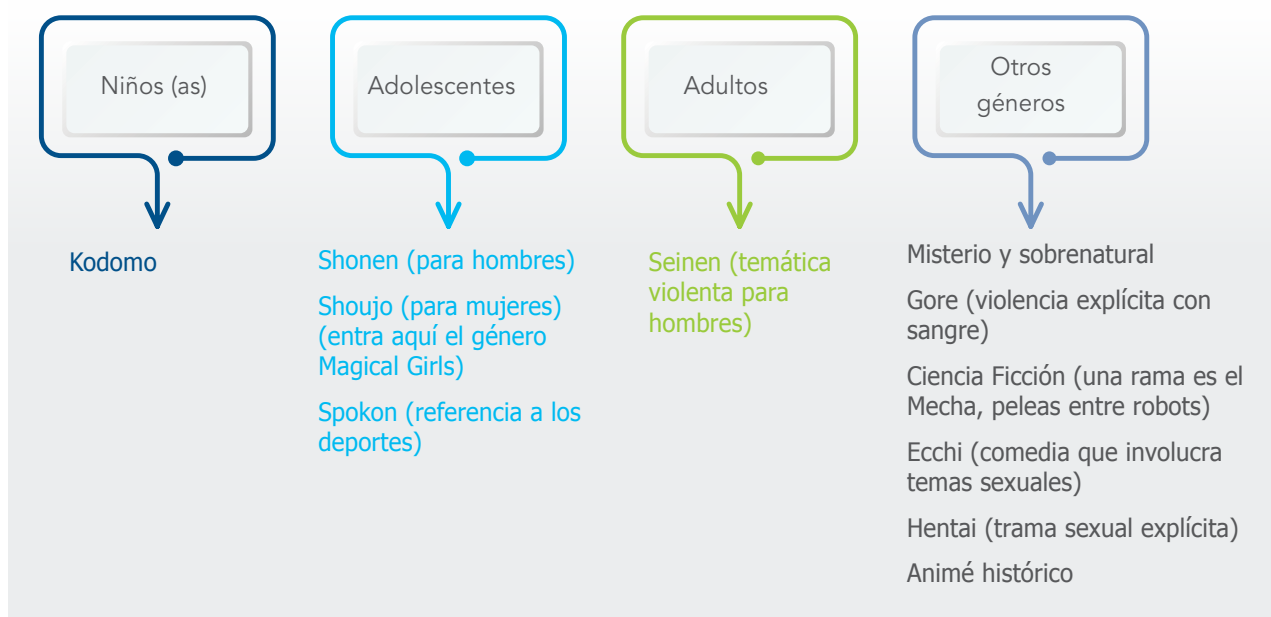 Niños (as)
Kodomo
Adolescentes
Shonen (para hombres)
Shoujo (para mujeres)
(entra aquí el género
Magical Girls)
Spokon (referencia a los
deportes)
Adultos
Seinen (temática
violenta para
hombres)
Otros
géneros
Misterio y sobrenatural
Gore (violencia explícita con
sangre)
Ciencia Ficción (una rama es el
Mecha, peleas entre robots)
Ecchi (comedia que involucra
temas sexuales)
Hentai (trama sexual explícita)
Animé histórico